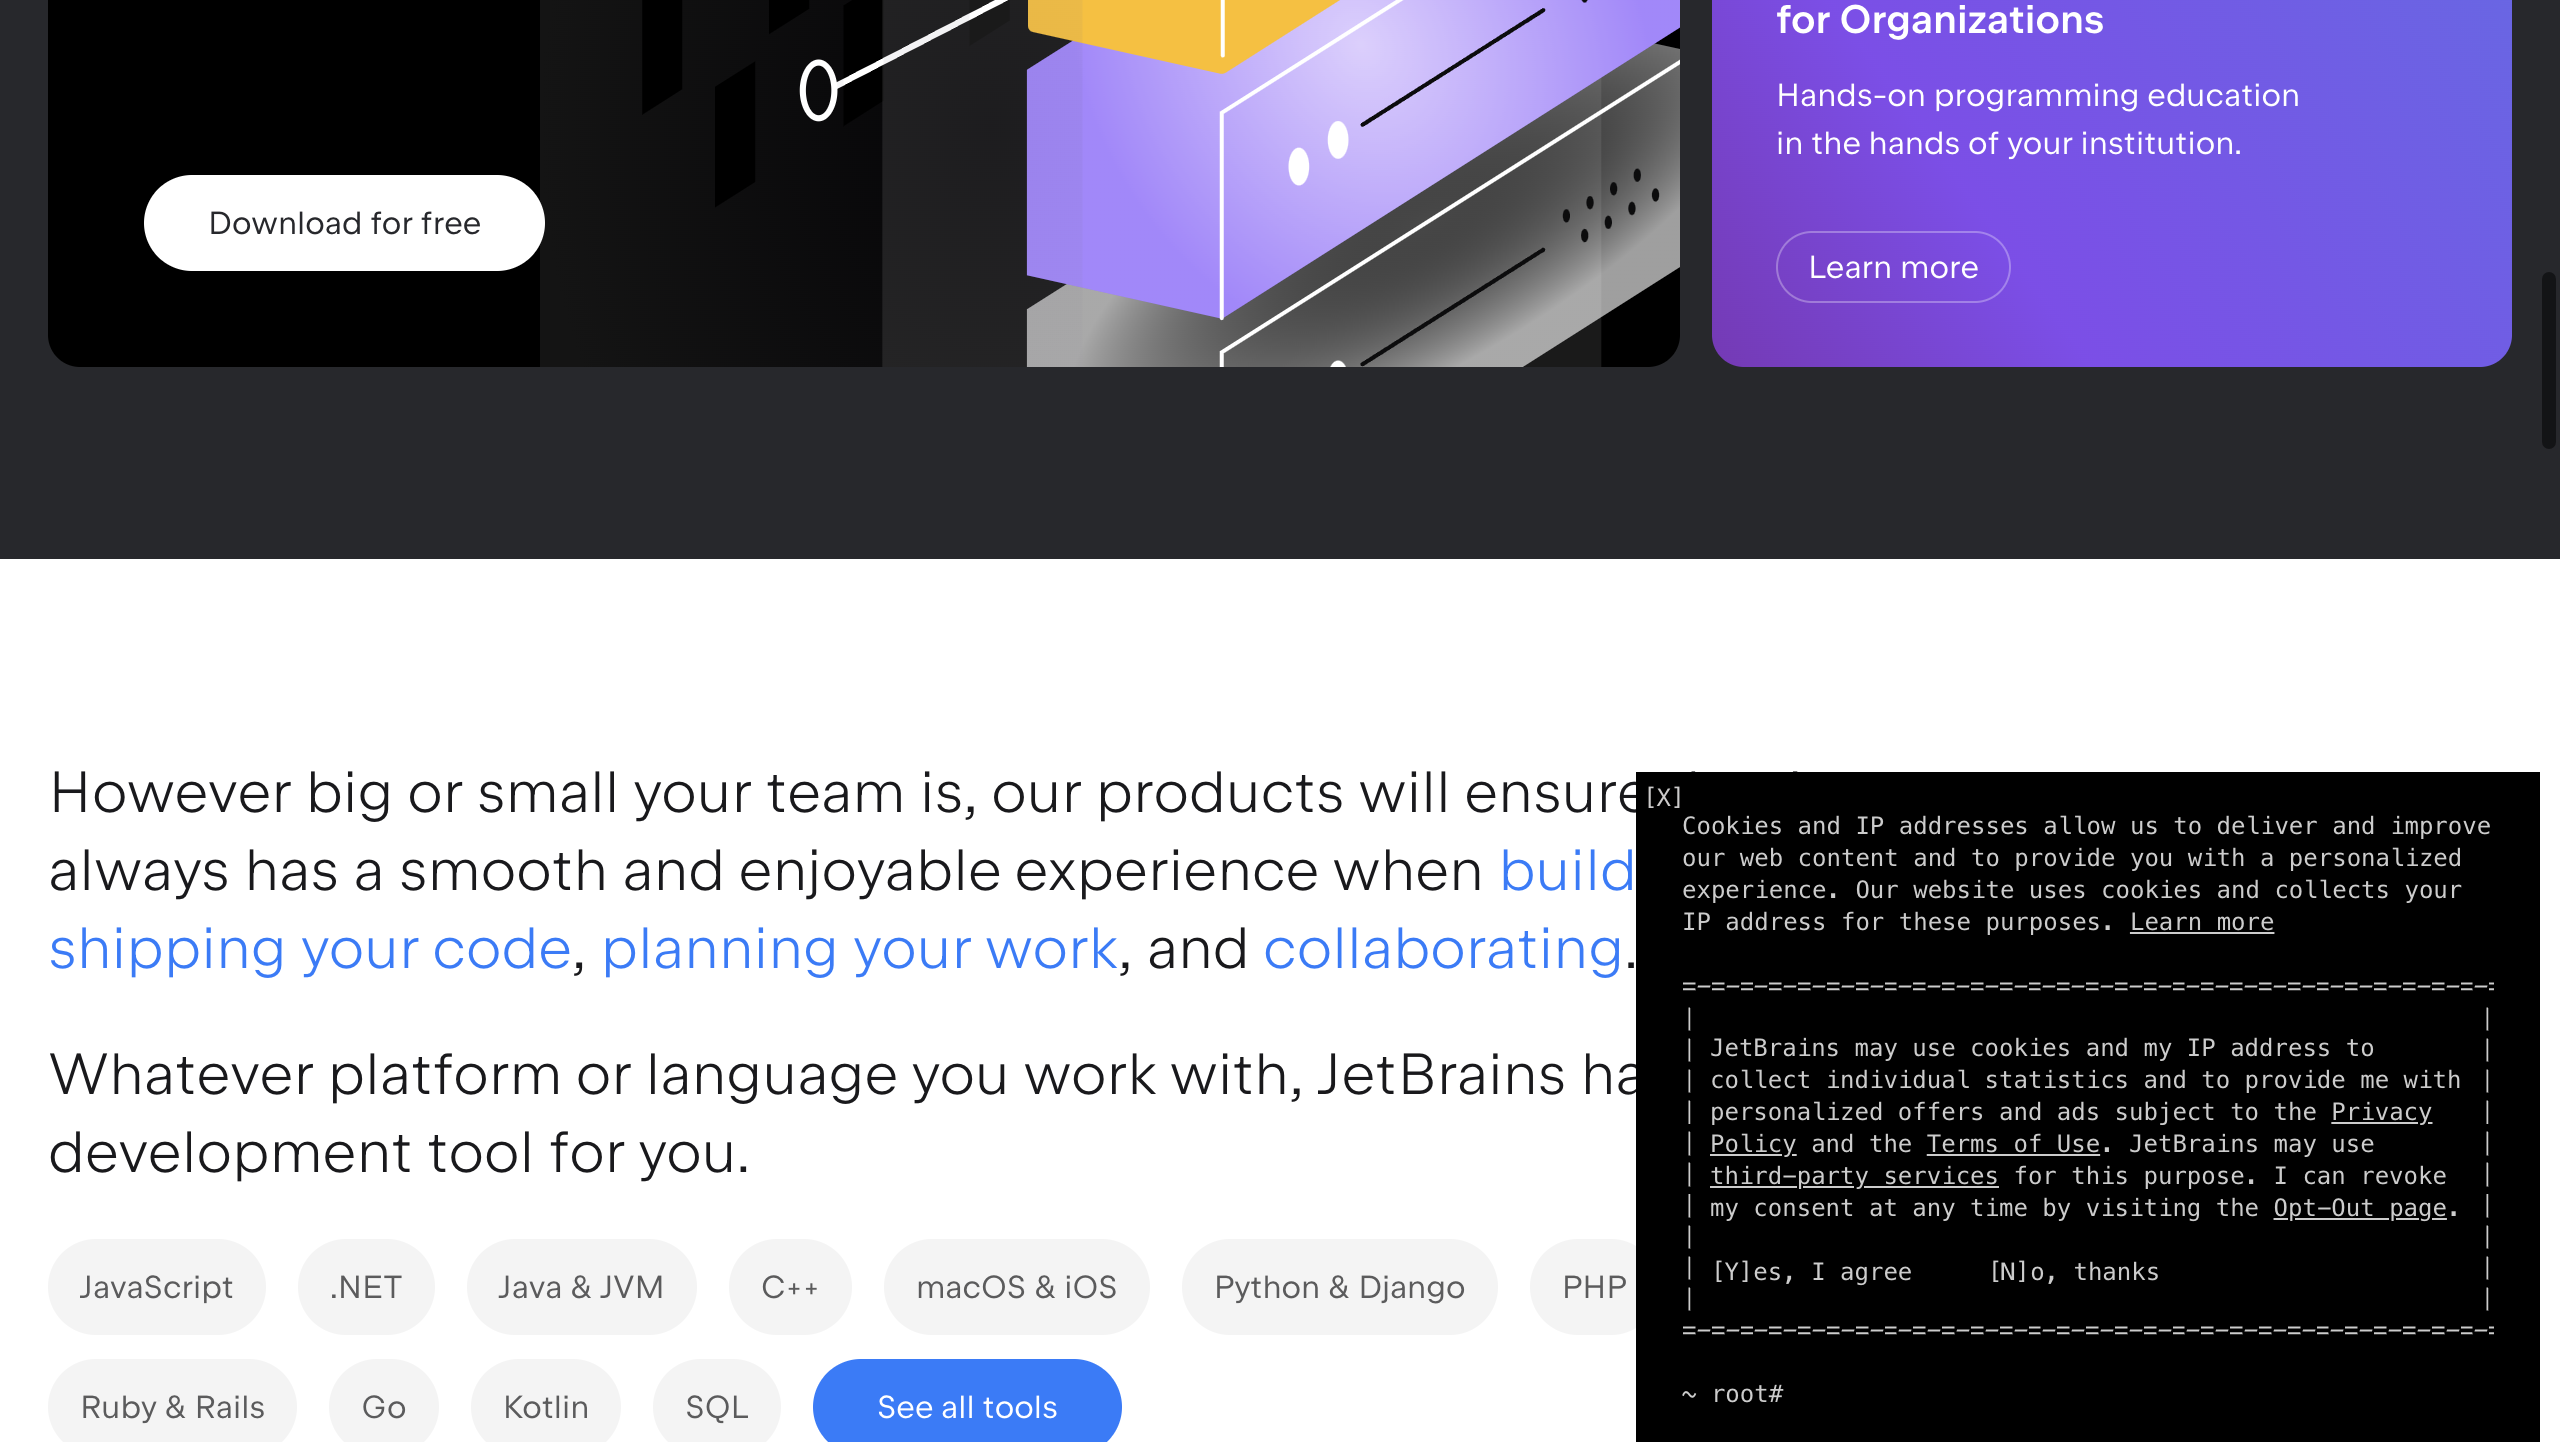 for Organizations
Hands-on programming education
in the hands of your institution.
Download for free
Learn more
However big or small your team is, our products will ensure
always has a smooth and enjoyable experience when build
shipping your code, planning your work, and collaborating.
Whatever platform or language you work with, JetBrains ha
development tool for you.
JavaScript .NET Java & JVM C++ macOS & iOS Python & Django PHP
Ruby & Rails Go Kotlin SQL See all tools
[X]
Cookies and IP addresses allow us to deliver and improve
our web content and to provide you with a personalized
experience. Our website uses cookies and collects your
IP address for these purposes. Learn more
JetBrains may use cookies and my IP address to
collect individual statistics and to provide me with
personalized offers and ads subject to the Privacy
Policy and the Terms of Use. JetBrains may use
third-party services for this purpose. I can revoke
my consent at any time by visiting the Opt-Out page.
[Y]es, I agree [N]o, thanks
~ root#